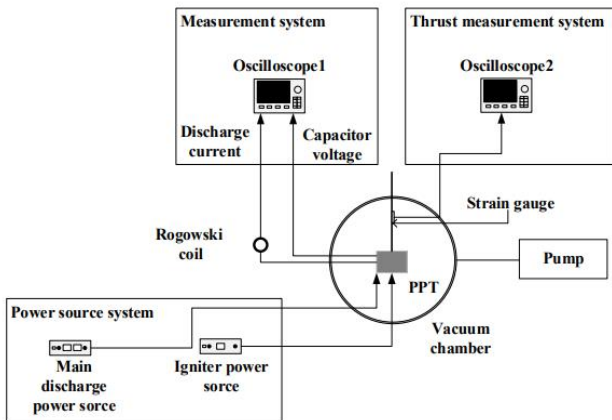 Measurement system
Oscilloscope1
Discharge
current
Capacitor
voltage
Thrust measurement system
Oscilloscope2
Strain gauge
Rogowski
coil
PPT
Pump
Vacuum
chamber
Power source system
Main
discharge
power sorce
Igniter power
sorce